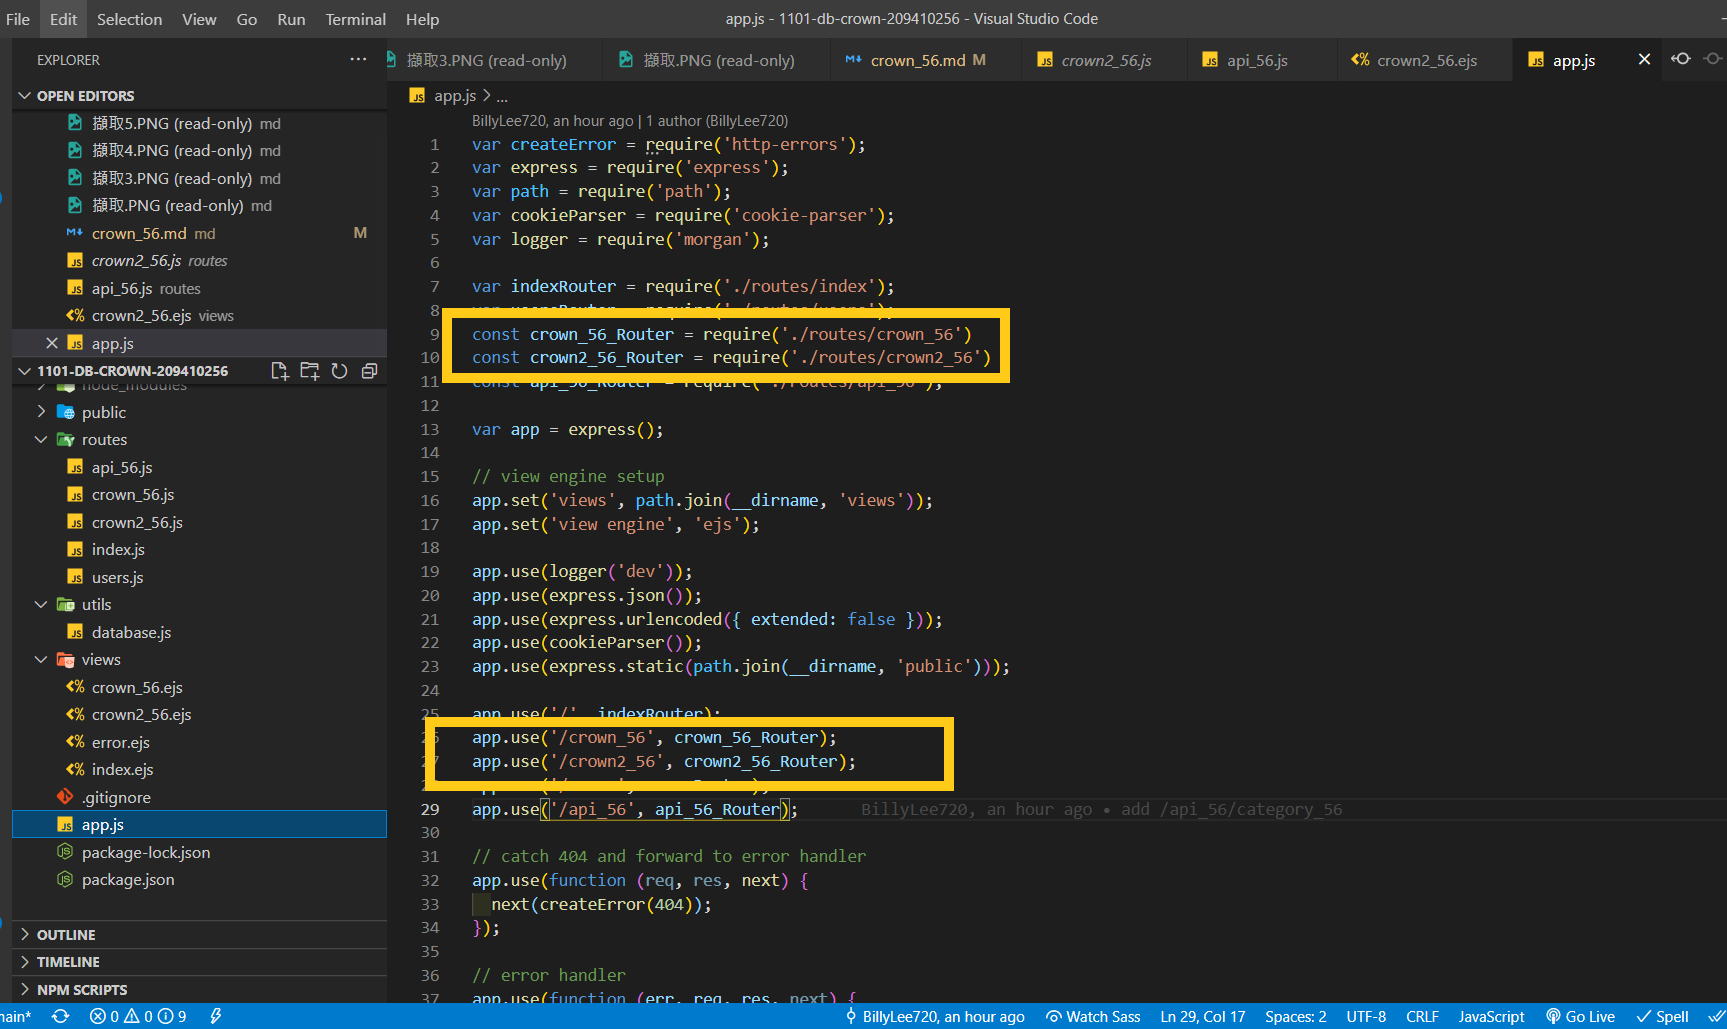 File Edit Selection View Go Run Terminal Help
app.js - 1101-db-crown-209410256 - Visual Studio Code
EXPLORER
OPEN EDITORS
擷取5.PNG (read-only) md
擷取4.PNG (read-only) md
擷取3.PNG (read-only) md
擷取.PNG (read-only) md
crown_56.md md M
crown2_56.js routes
api_56.js routes
crown2_56.ejs views
app.js
1101-DB-CROWN-209410256
node_modules
public
routes
api_56.js
crown_56.js
crown2_56.js
index.js
users.js
utils
database.js
views
crown_56.ejs
crown2_56.ejs
error.ejs
index.ejs
.gitignore
app.js
package-lock.json
package.json
OUTLINE
TIMELINE
NPM SCRIPTS
擷取3.PNG (read-only) 擷取.PNG (read-only) crown_56.md M crown2_56.js api_56.js crown2_56.ejs app.js
app.js > ...
BillyLee720, an hour ago | 1 author (BillyLee720)
1 var createError = require('http-errors');
2 var express = require('express');
3 var path = require('path');
4 var cookieParser = require('cookie-parser');
5 var logger = require('morgan');
6
7 var indexRouter = require('./routes/index');
8 var usersRouter = require('./routes/users');
9 const crown_56_Router = require('./routes/crown_56')
10 const crown2_56_Router = require('./routes/crown2_56')
11 const api_56_Router = require('./routes/api_56');
12
13 var app = express();
14
15 // view engine setup
16 app.set('views', path.join(__dirname, 'views'));
17 app.set('view engine', 'ejs');
18
19 app.use(logger('dev'));
20 app.use(express.json());
21 app.use(express.urlencoded({ extended: false }));
22 app.use(cookieParser());
23 app.use(express.static(path.join(__dirname, 'public')));
24
25 app.use('/', indexRouter);
26 app.use('/crown_56', crown_56_Router);
27 app.use('/crown2_56', crown2_56_Router);
29 app.use('/api_56', api_56_Router); BillyLee720, an hour ago • add /api_56/category_56
30
31 // catch 404 and forward to error handler
32 app.use(function (req, res, next) {
33 next(createError(404));
34 });
35
36 // error handler
37 app.use(function (err, req, res, next) {
main* 0 0 9 BillyLee720, an hour ago Watch Sass Ln 29, Col 17 Spaces: 2 UTF-8 CRLF JavaScript Go Live Spell